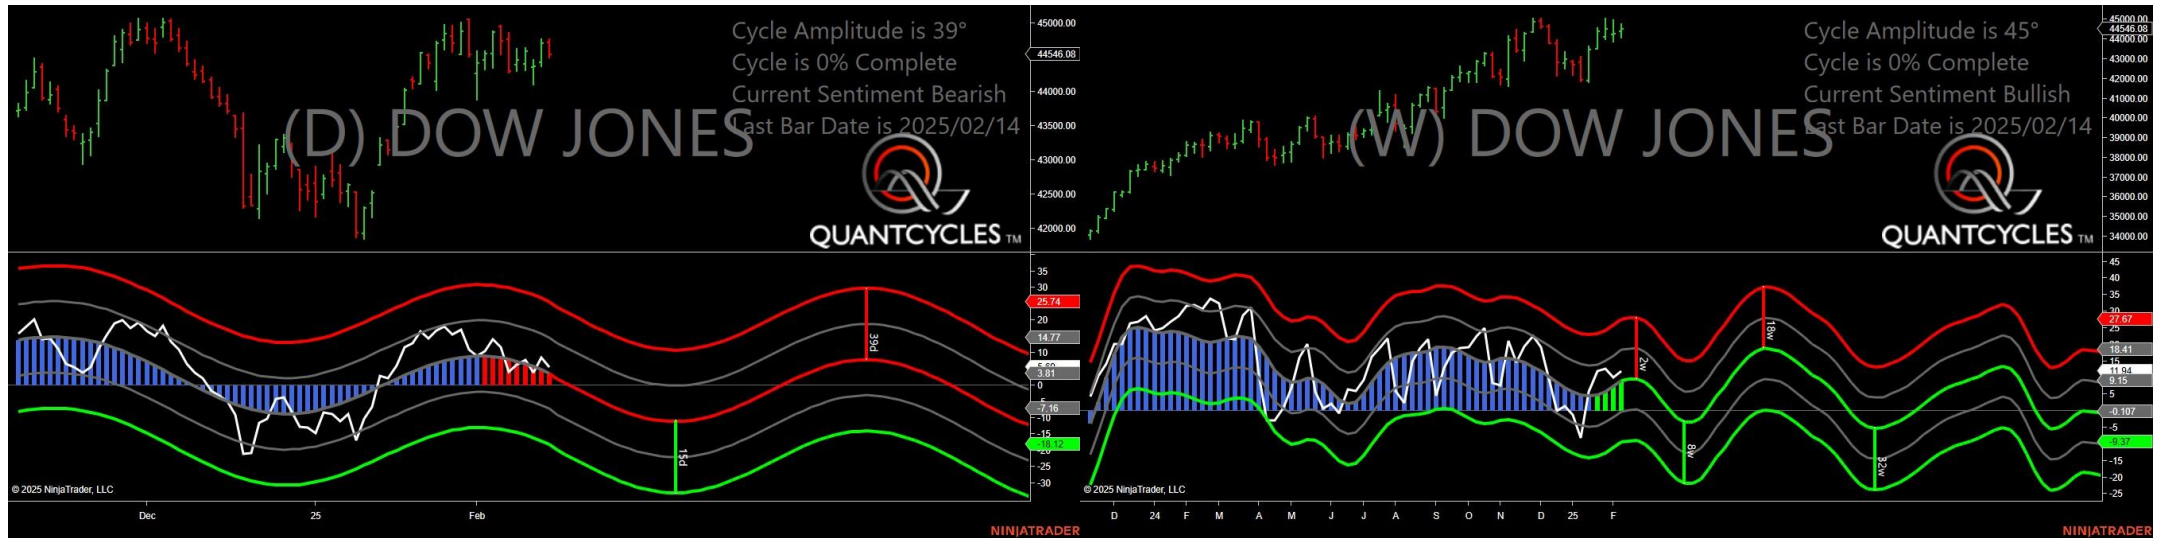 Cycle Amplitude is 39°
Cycle is 0% Complete
Current Sentiment Bearish
Last Bar Date is 2025/02/14
(D) DOW JONES
QUANTCYCLES TM
45000.00
44546.08
44000.00
43500.00
43000.00
42500.00
42000.00
35
30
25.74
20
14.77
10
3.81
0
-7.16
-10
-15
-18.12
-20
-25
-30
39d
15d
© 2025 NinjaTrader, LLC
Dec
25
Feb
NINJATRADER
Cycle Amplitude is 45°
Cycle is 0% Complete
Current Sentiment Bullish
Last Bar Date is 2025/02/14
(W) DOW JONES
QUANTCYCLES TM
45000.00
44546.08
44000.00
43000.00
42000.00
41000.00
40000.00
39000.00
38000.00
37000.00
36000.00
35000.00
34000.00
45
40
35
27.67
18.41
15
11.94
9.15
5
-0.107
-5
-9.37
-15
-20
-25
2w
8w
18w
32w
© 2025 NinjaTrader, LLC
D 24 F M A M J J A S O N D 25 F
NINJATRADER